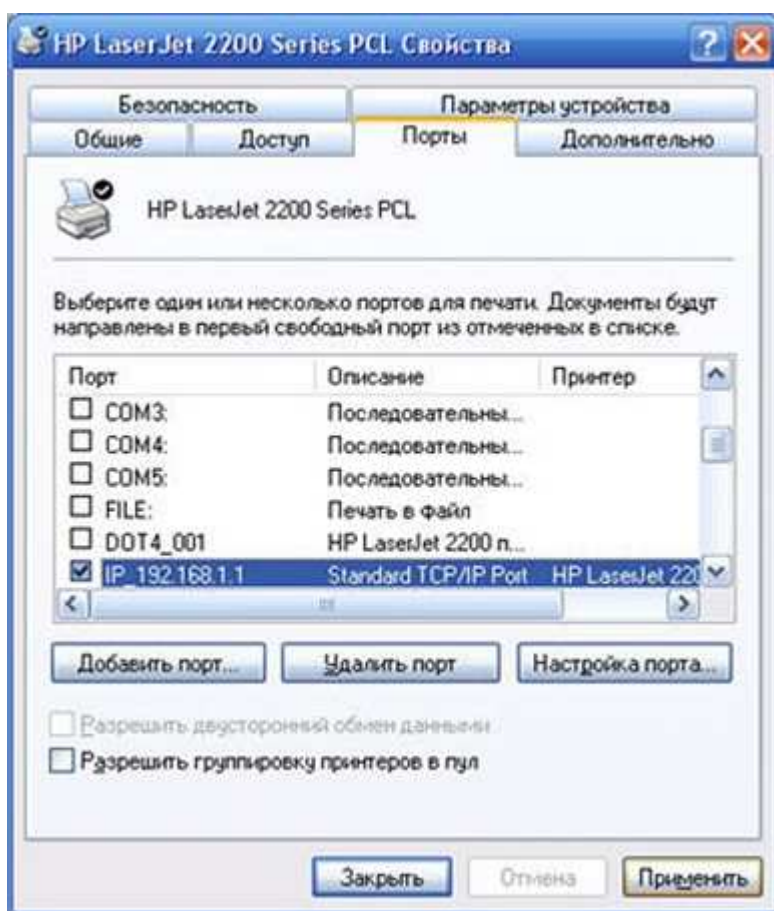 HP LaserJet 2200 Series PCL Свойства
Безопасность Параметры устройства
Общие Доступ Порты Дополнительно
HP LaserJet 2200 Series PCL
Выберите один или несколько портов для печати. Документы будут
направлены в первый свободный порт из отмеченных в списке.
Порт Описание Принтер
COM3: Последовательны...
COM4: Последовательны...
COM5: Последовательны...
FILE: Печать в файл
DOT4_001 HP LaserJet 2200 п...
IP_192.168.1.1 Standard TCP/IP Port HP LaserJet 220
Добавить порт... Удалить порт Настройка порта...
Разрешить двусторонний обмен данными
Разрешить группировку принтеров в пул
Закрыть Отмена Применить